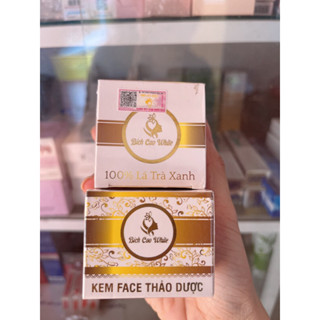 Bích Cao White
100% Lá Trà Xanh
Bích Cao White
KEM FACE THẢO DƯỢC